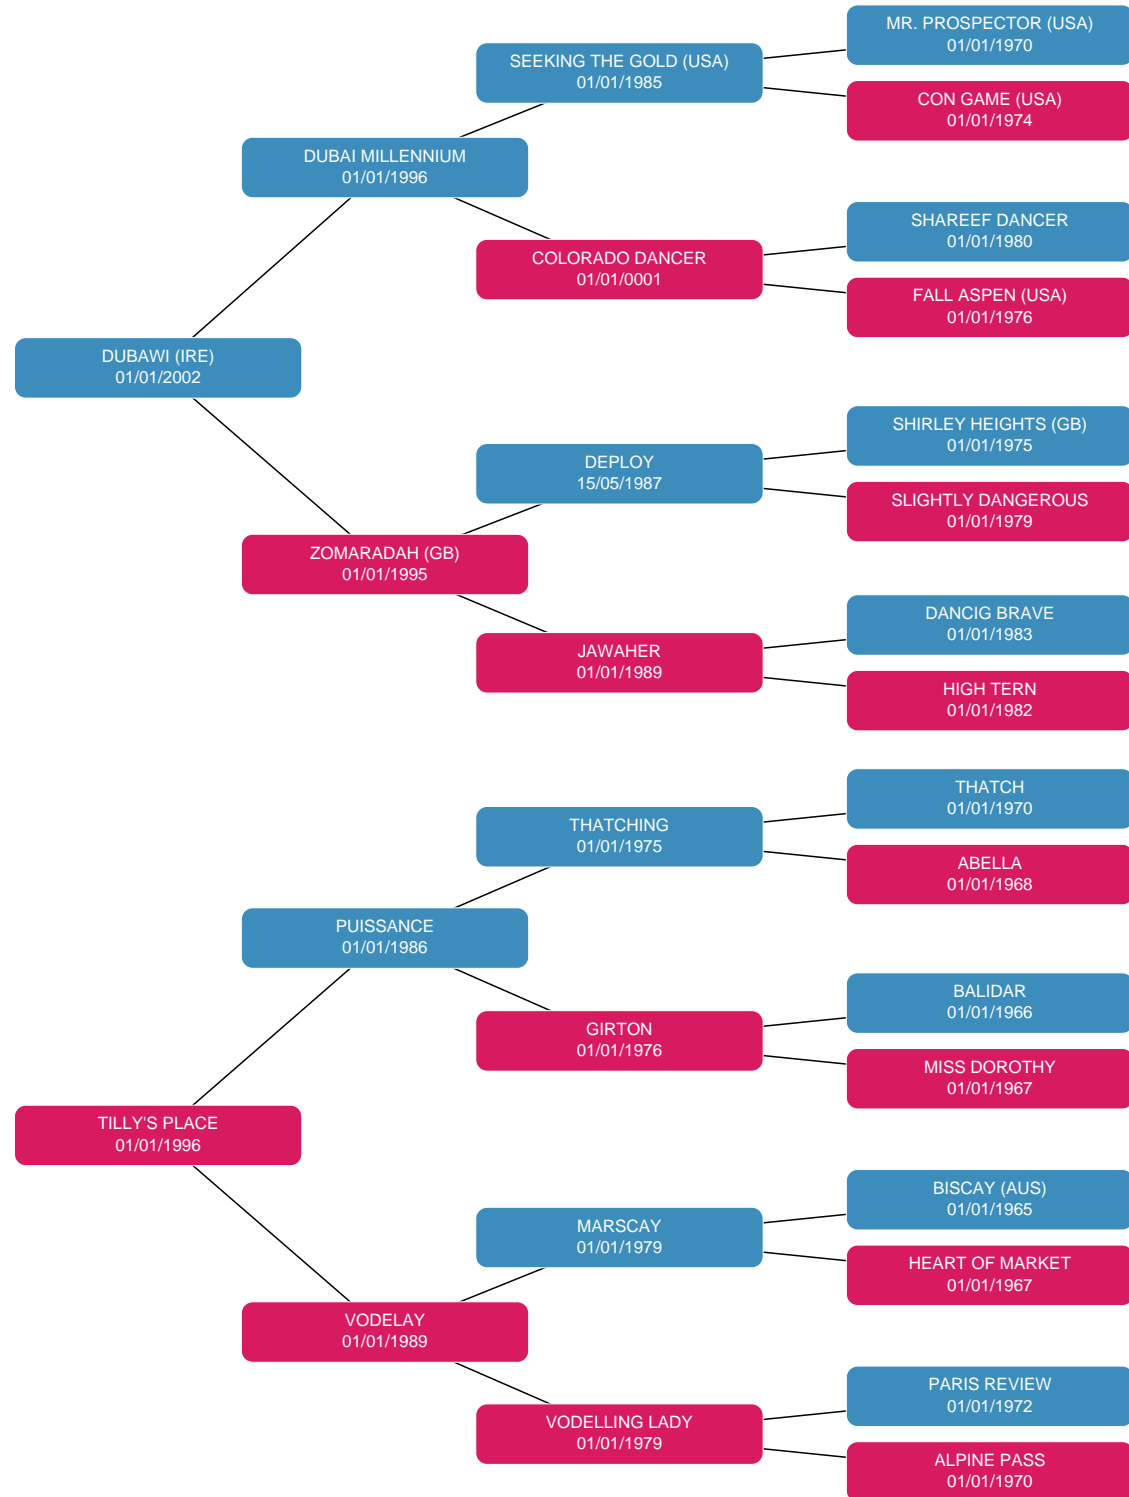 MR. PROSPECTOR (USA)
01/01/1970
SEEKING THE GOLD (USA)
01/01/1985
CON GAME (USA)
01/01/1974
DUBAI MILLENNIUM
01/01/1996
SHAREEF DANCER
01/01/1980
COLORADO DANCER
01/01/0001
FALL ASPEN (USA)
01/01/1976
DUBAWI (IRE)
01/01/2002
SHIRLEY HEIGHTS (GB)
01/01/1975
DEPLOY
15/05/1987
SLIGHTLY DANGEROUS
01/01/1979
ZOMARADAH (GB)
01/01/1995
DANCIG BRAVE
01/01/1983
JAWAHER
01/01/1989
HIGH TERN
01/01/1982
THATCH
01/01/1970
THATCHING
01/01/1975
ABELLA
01/01/1968
PUISSANCE
01/01/1986
BALIDAR
01/01/1966
GIRTON
01/01/1976
MISS DOROTHY
01/01/1967
TILLY'S PLACE
01/01/1996
BISCAY (AUS)
01/01/1965
MARSCAY
01/01/1979
HEART OF MARKET
01/01/1967
VODELAY
01/01/1989
PARIS REVIEW
01/01/1972
VODELLING LADY
01/01/1979
ALPINE PASS
01/01/1970